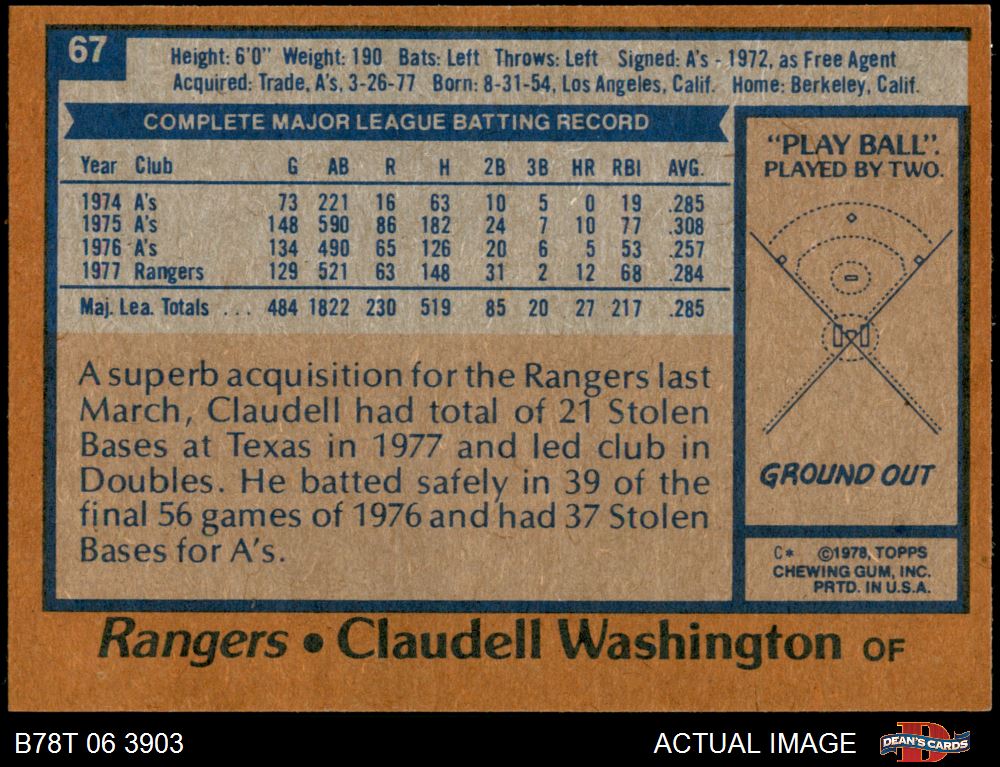 67
Height: 6'0" Weight: 190 Bats: Left Throws: Left Signed: A's - 1972, as Free Agent
Acquired: Trade, A's, 3-26-77 Born: 8-31-54, Los Angeles, Calif. Home: Berkeley, Calif.
COMPLETE MAJOR LEAGUE BATTING RECORD
Year Club G AB R H 2B 3B HR RBI AVG.
1974 A's 73 221 16 63 10 5 0 19 .285
1975 A's 148 590 86 182 24 7 10 77 .308
1976 A's 134 490 65 126 20 6 5 53 .257
1977 Rangers 129 521 63 148 31 2 12 68 .284
Maj. Lea. Totals ... 484 1822 230 519 85 20 27 217 .285
A superb acquisition for the Rangers last
March, Claudell had total of 21 Stolen
Bases at Texas in 1977 and led club in
Doubles. He batted safely in 39 of the
final 56 games of 1976 and had 37 Stolen
Bases for A's.
"PLAY BALL".
PLAYED BY TWO.
GROUND OUT
C* ©1978, TOPPS
CHEWING GUM, INC.
PRTD. IN U.S.A.
Rangers • Claudell Washington OF
B78T 06 3903
ACTUAL IMAGE
D
DEAN'S CARDS